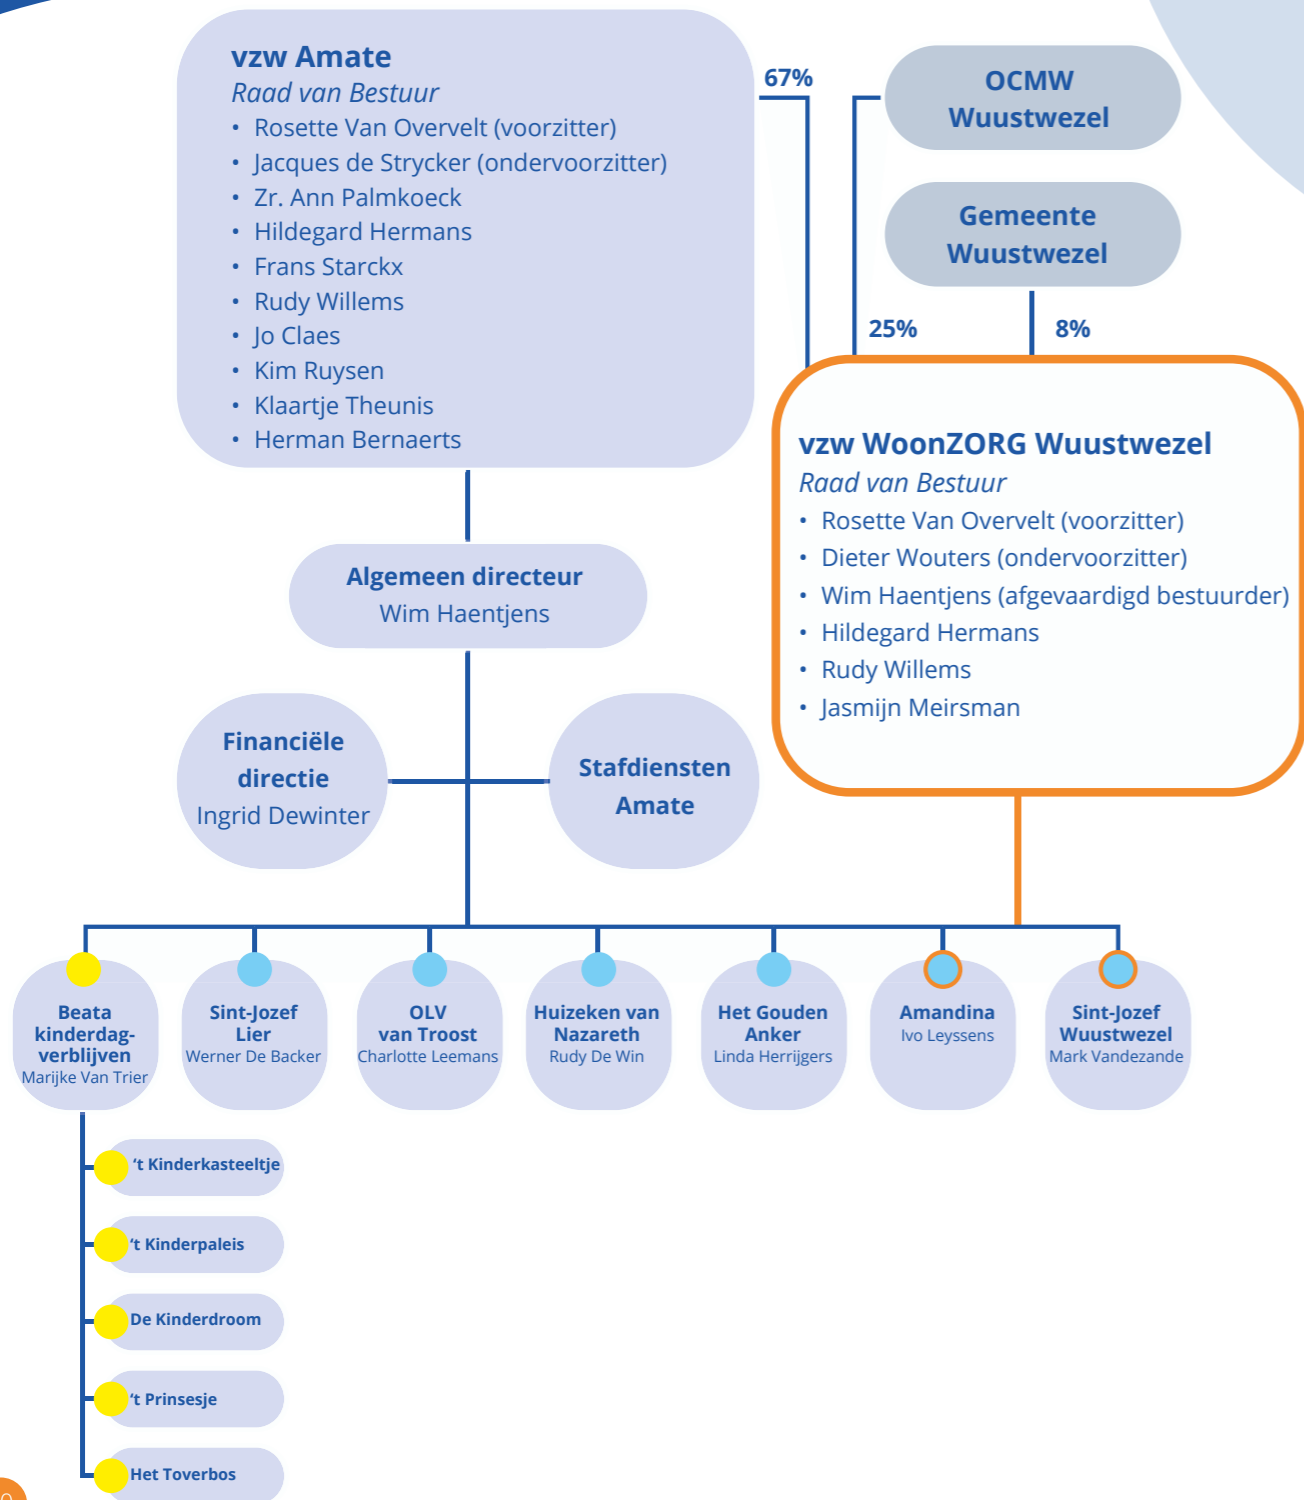 vzw Amate
Raad van Bestuur
• Rosette Van Overvelt (voorzitter)
• Jacques de Strycker (ondervoorzitter)
• Zr. Ann Palmkoeck
• Hildegard Hermans
• Frans Starckx
• Rudy Willems
• Jo Claes
• Kim Ruysen
• Klaartje Theunis
• Herman Bernaerts
67%
OCMW
Wuustwezel
Gemeente
Wuustwezel
25%
8%
vzw WoonZORG Wuustwezel
Raad van Bestuur
• Rosette Van Overvelt (voorzitter)
• Dieter Wouters (ondervoorzitter)
• Wim Haentjens (afgevaardigd bestuurder)
• Hildegard Hermans
• Rudy Willems
• Jasmijn Meirsman
Algemeen directeur
Wim Haentjens
Financiële
directie
Ingrid Dewinter
Stafdiensten
Amate
Beata
kinderdag-
verblijven
Marijke Van Trier
Sint-Jozef
Lier
Werner De Backer
OLV
van Troost
Charlotte Leemans
Huizeken van
Nazareth
Rudy De Win
Het Gouden
Anker
Linda Herrijgers
Amandina
Ivo Leyssens
Sint-Jozef
Wuustwezel
Mark Vandezande
‘t Kinderkasteeltje
‘t Kinderpaleis
De Kinderdroom
‘t Prinsesje
Het Toverbos